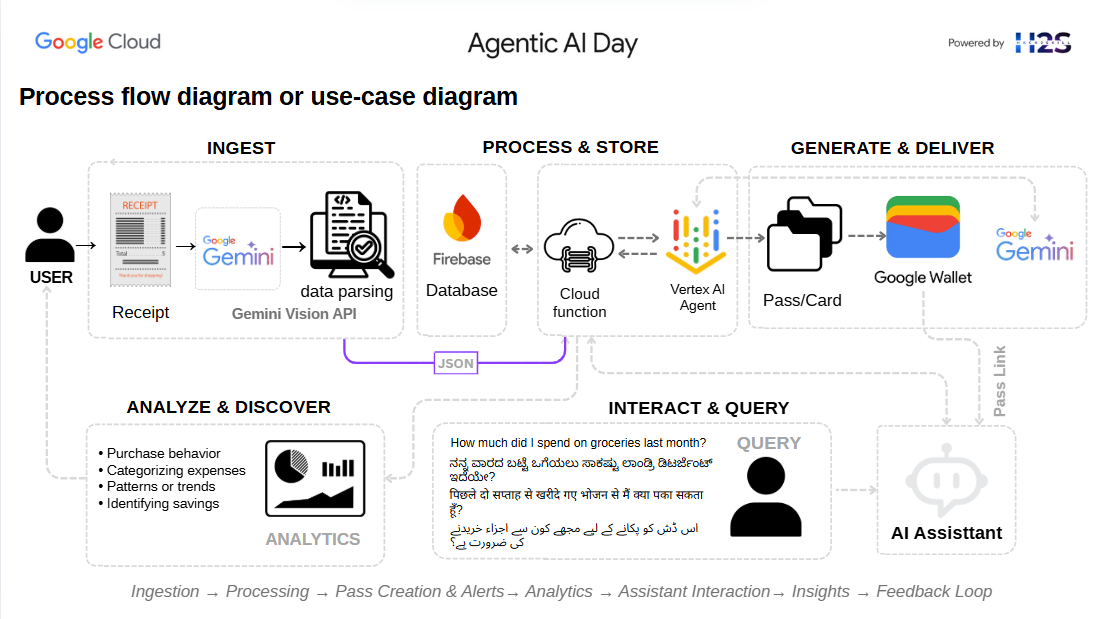 Google Cloud
Agentic AI Day
Powered by H2S
Process flow diagram or use-case diagram
INGEST
PROCESS & STORE
GENERATE & DELIVER
RECEIPT
Total
5
Thank you for shopping!
USER
Receipt
Google
Gemini
</>
data parsing
Gemini Vision API
Firebase
Database
Cloud
function
Vertex AI
Agent
Pass/Card
Google Wallet
Google
Gemini
JSON
Pass Link
ANALYZE & DISCOVER
• Purchase behavior
• Categorizing expenses
• Patterns or trends
• Identifying savings
ANALYTICS
INTERACT & QUERY
How much did I spend on groceries last month?
ನನ್ನ ವಾರದ ಬಟ್ಟೆ ಒಗೆಯಲು ಸಾಕಷ್ಟು ಲಾಂಡ್ರಿ ಡಿಟರ್ಜೆಂಟ್
ಇದೆಯೇ?
पिछले दो सप्ताह से खरीदे गए भोजन से मैं क्या पका सकता
हूँ?
اس ڈش کو پکانے کے لیے مجھے کون سے اجزاء خریدنے
کی ضرورت ہے؟
QUERY
AI Assisttant
Ingestion → Processing → Pass Creation & Alerts→ Analytics → Assistant Interaction→ Insights → Feedback Loop